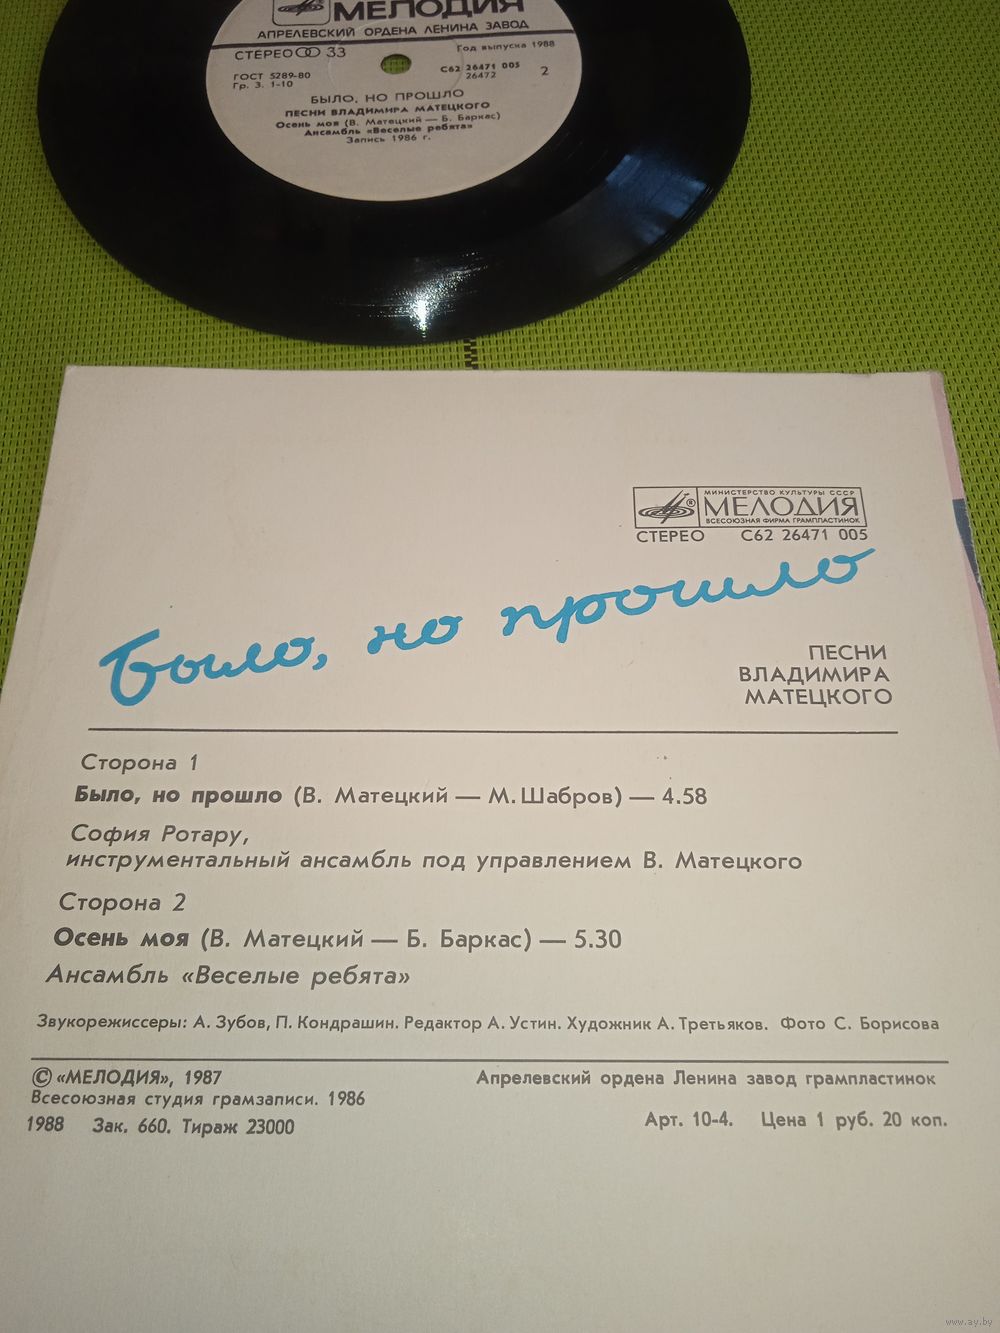 МЕЛОДИЯ
АПРЕЛЕВСКИЙ ОРДЕНА ЛЕНИНА ЗАВОД
СТЕРЕО 33
Год выпуска 1988
ГОСТ 5289-80
Гр. 3. 1-10
С62 26471 005
26472
2
БЫЛО, НО ПРОШЛО
ПЕСНИ ВЛАДИМИРА МАТЕЦКОГО
Осень моя (В. Матецкий — Б. Баркас)
Ансамбль «Веселые ребята»
Запись 1986 г.
МИНИСТЕРСТВО КУЛЬТУРЫ СССР
® МЕЛОДИЯ
ВСЕСОЮЗНАЯ ФИРМА ГРАМПЛАСТИНОК
СТЕРЕО С62 26471 005
было, но прошло
ПЕСНИ
ВЛАДИМИРА
МАТЕЦКОГО
Сторона 1
Было, но прошло (В. Матецкий — М. Шабров) — 4.58
София Ротару,
инструментальный ансамбль под управлением В. Матецкого
Сторона 2
Осень моя (В. Матецкий — Б. Баркас) — 5.30
Ансамбль «Веселые ребята»
Звукорежиссеры: А. Зубов, П. Кондрашин. Редактор А. Устин. Художник А. Третьяков. Фото С. Борисова
© «МЕЛОДИЯ», 1987
Апрелевский ордена Ленина завод грампластинок
Всесоюзная студия грамзаписи. 1986
1988 Зак. 660. Тираж 23000
Арт. 10-4. Цена 1 руб. 20 коп.
www.ay.by